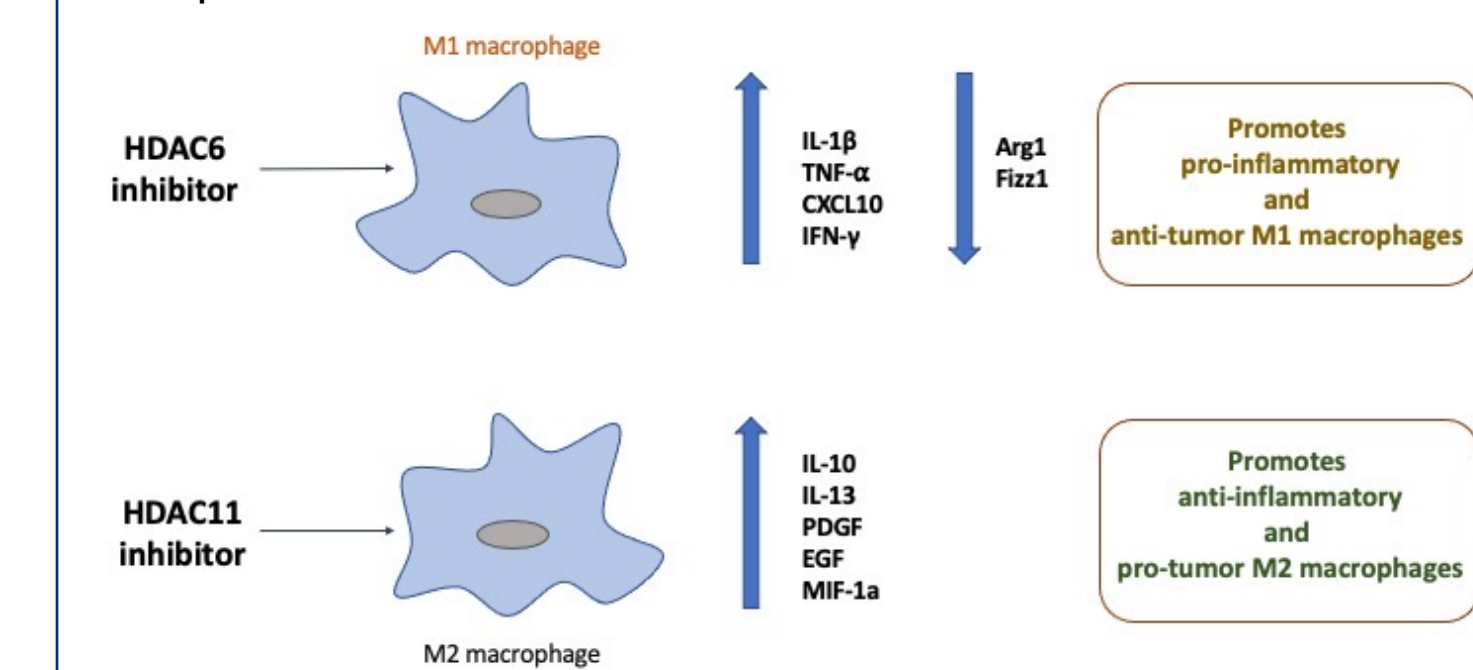 M1 macrophage
HDAC6
inhibitor
IL-1β
TNF-α
CXCL10
IFN-γ
Arg1
Fizz1
Promotes
pro-inflammatory
and
anti-tumor M1 macrophages
HDAC11
inhibitor
IL-10
IL-13
PDGF
EGF
MIF-1a
Promotes
anti-inflammatory
and
pro-tumor M2 macrophages
M2 macrophage